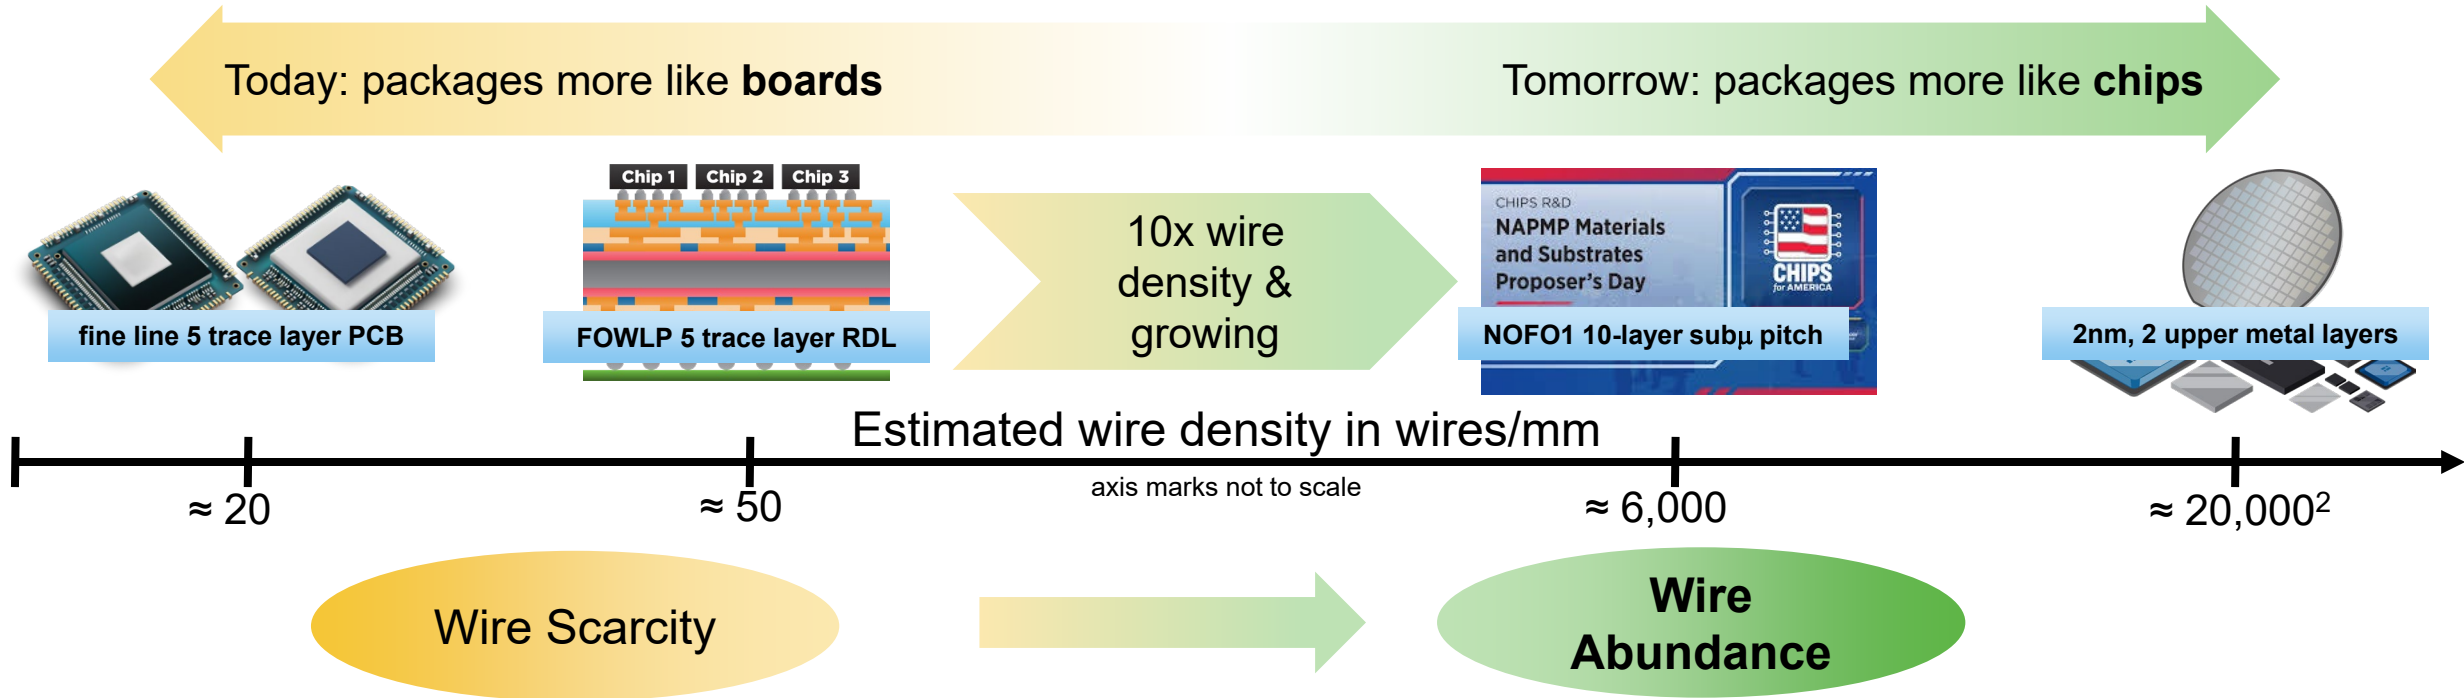 Today: packages more like boards
Tomorrow: packages more like chips
Chip 1
Chip 2
Chip 3
fine line 5 trace layer PCB
FOWLP 5 trace layer RDL
10x wire
density &
growing
CHIPS R&D
NAPMP Materials
and Substrates
Proposer's Day
CHIPS
for AMERICA
NOFO1 10-layer subμ pitch
2nm, 2 upper metal layers
Estimated wire density in wires/mm
axis marks not to scale
≈ 20
≈ 50
≈ 6,000
≈ 20,000²
Wire Scarcity
Wire
Abundance